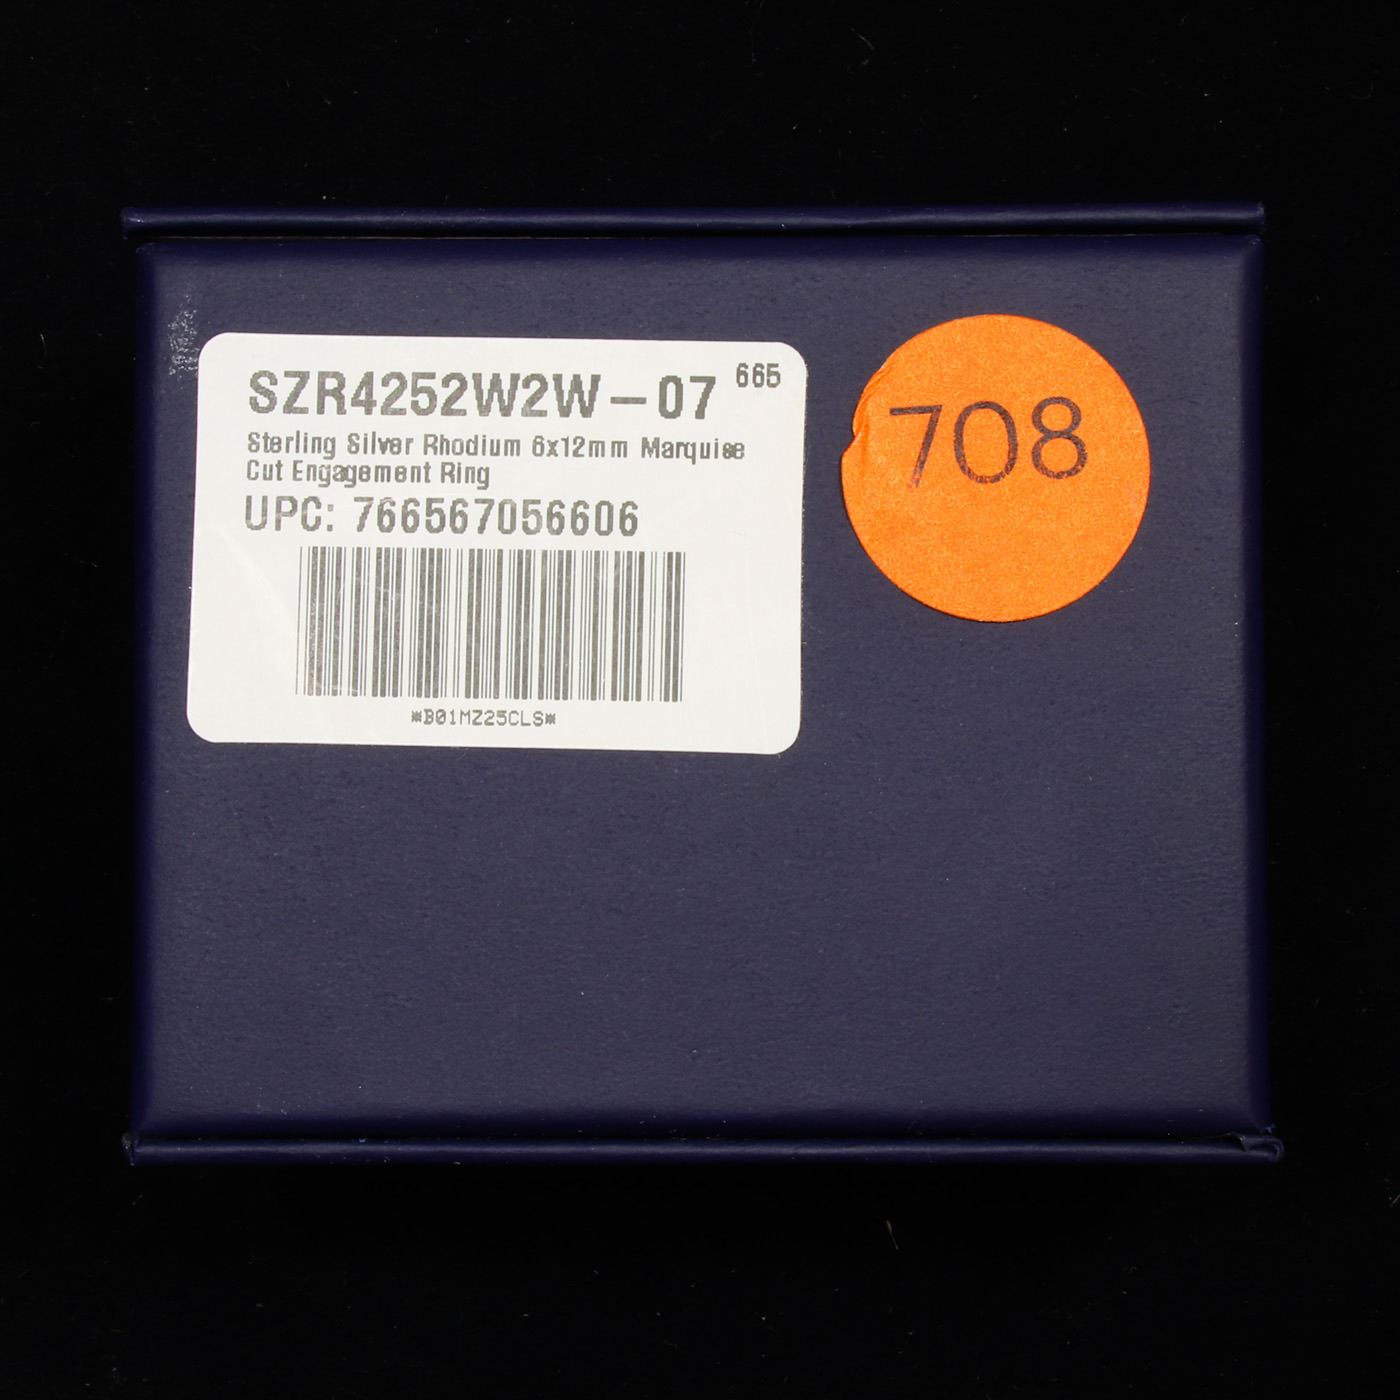 SZR4252W2W-07 665
Sterling Silver Rhodium 6x12mm Marquise
Cut Engagement Ring
UPC: 766567056606
*B01MZ25CLS*
708